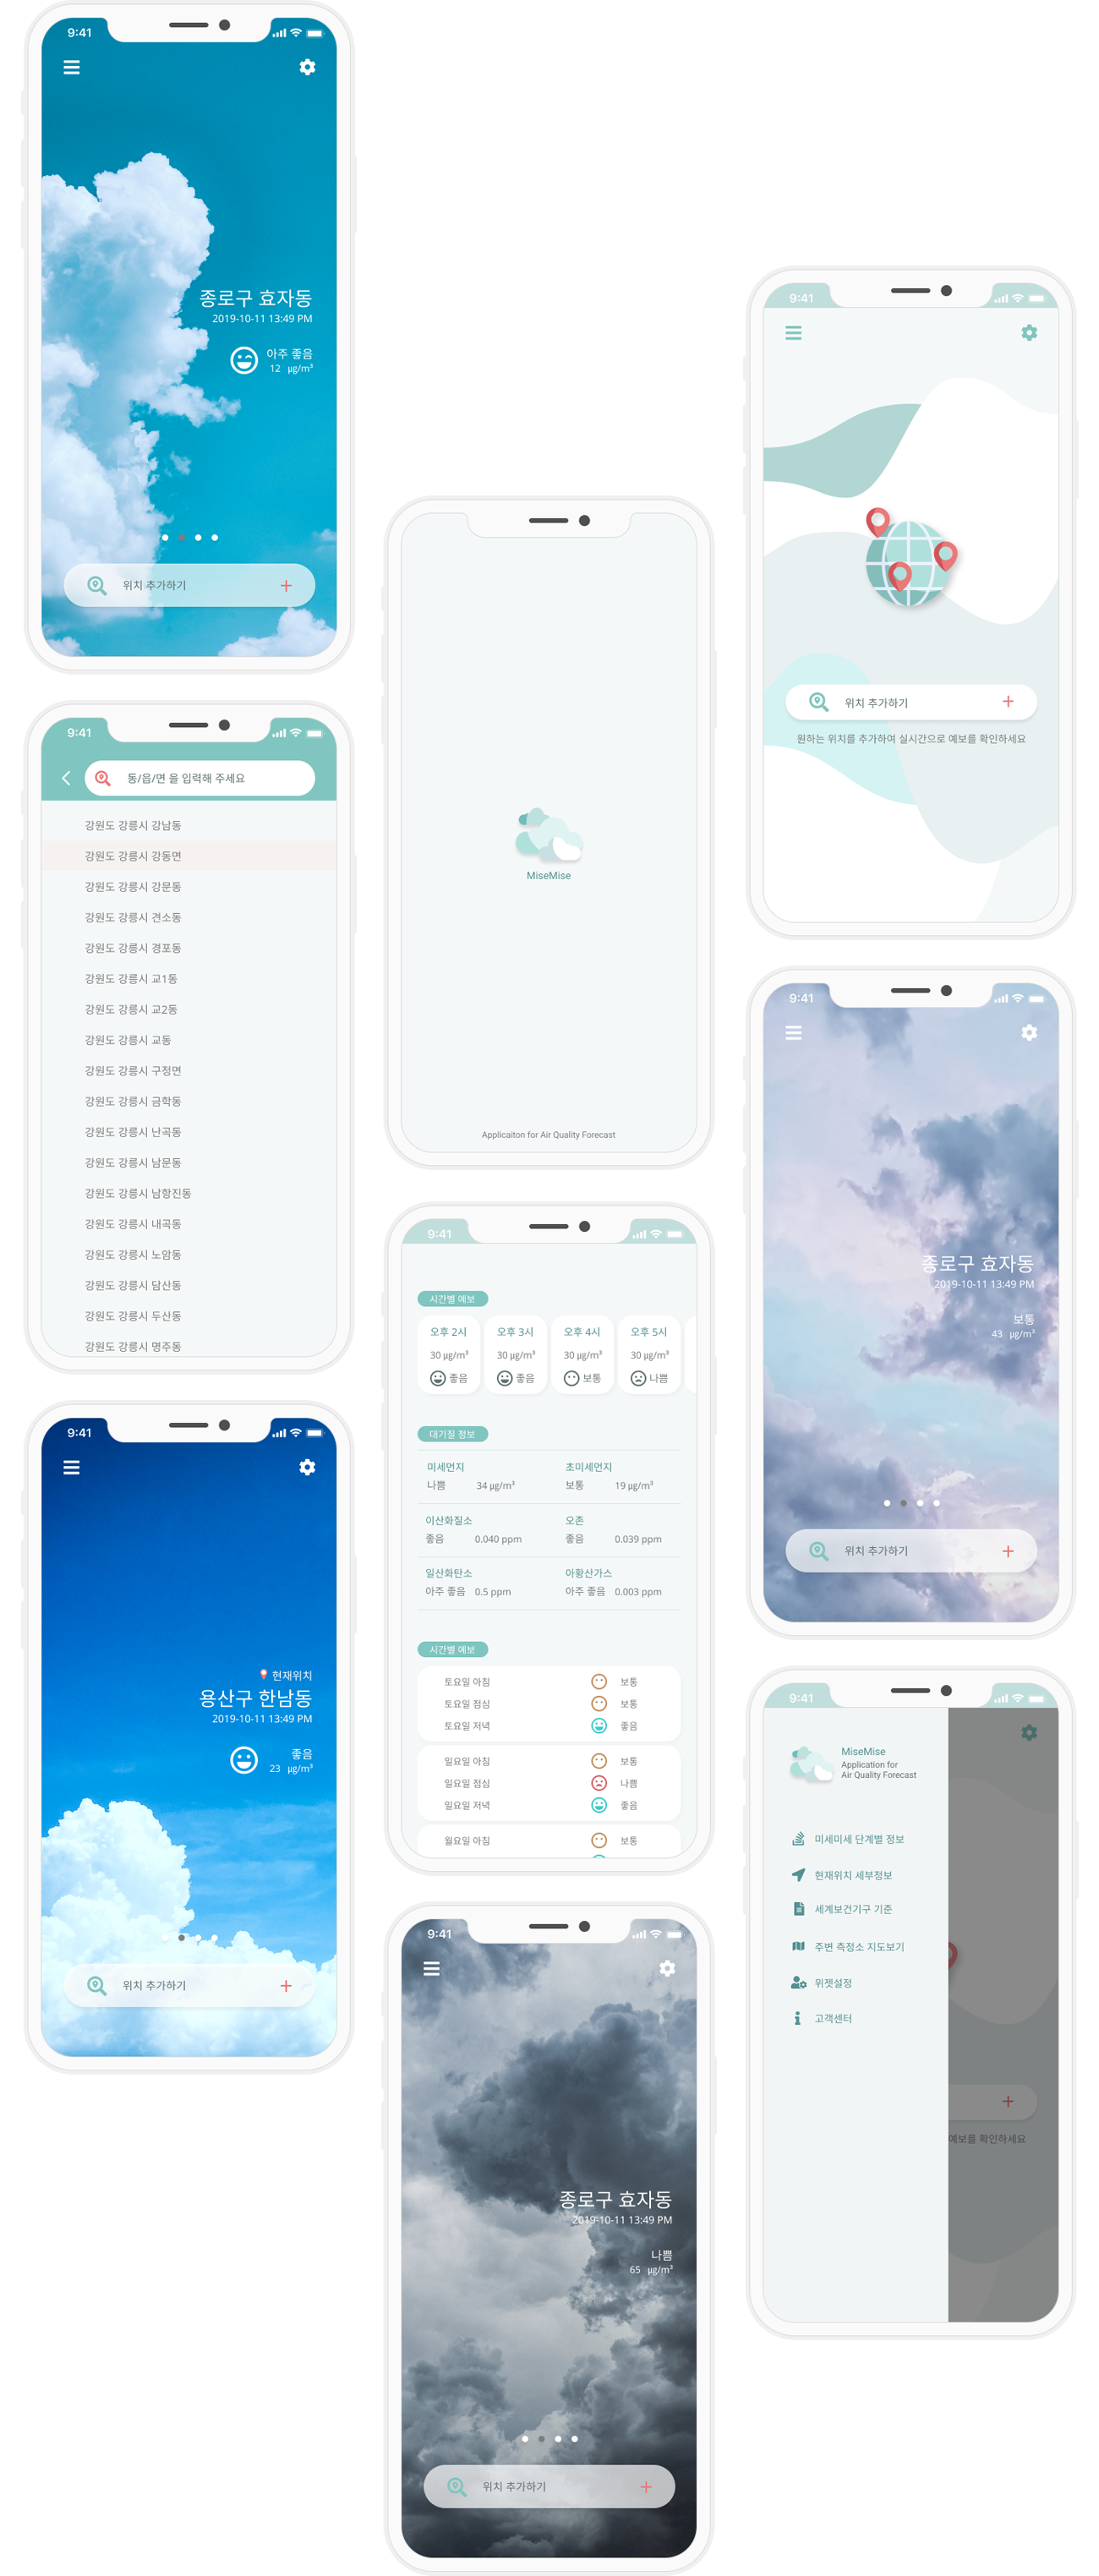 9:41
종로구 효자동
2019-10-11 13:49 PM
아주 좋음
12 μg/m³
위치 추가하기
9:41
동/읍/면 을 입력해 주세요
강원도 강릉시 강남동
강원도 강릉시 강동면
강원도 강릉시 강문동
강원도 강릉시 견소동
강원도 강릉시 경포동
강원도 강릉시 교1동
강원도 강릉시 교2동
강원도 강릉시 교동
강원도 강릉시 구정면
강원도 강릉시 금학동
강원도 강릉시 난곡동
강원도 강릉시 남문동
강원도 강릉시 남항진동
강원도 강릉시 내곡동
강원도 강릉시 노암동
강원도 강릉시 담산동
강원도 강릉시 두산동
강원도 강릉시 명주동
9:41
현재위치
용산구 한남동
2019-10-11 13:49 PM
좋음
23 μg/m³
위치 추가하기
MiseMise
Applicaiton for Air Quality Forecast
9:41
시간별 예보
오후 2시 오후 3시 오후 4시 오후 5시
30 μg/m³ 30 μg/m³ 30 μg/m³ 30 μg/m³
좋음 좋음 보통 나쁨
대기질 정보
미세먼지 초미세먼지
나쁨 34 μg/m³ 보통 19 μg/m³
이산화질소 오존
좋음 0.040 ppm 좋음 0.039 ppm
일산화탄소 아황산가스
아주 좋음 0.5 ppm 아주 좋음 0.003 ppm
시간별 예보
토요일 아침 보통
토요일 점심 보통
토요일 저녁 좋음
일요일 아침 보통
일요일 점심 나쁨
일요일 저녁 좋음
월요일 아침 보통
9:41
종로구 효자동
2019-10-11 13:49 PM
나쁨
65 μg/m³
위치 추가하기
9:41
위치 추가하기
원하는 위치를 추가하여 실시간으로 예보를 확인하세요
9:41
종로구 효자동
2019-10-11 13:49 PM
보통
43 μg/m³
위치 추가하기
9:41
MiseMise
Application for
Air Quality Forecast
미세미세 단계별 정보
현재위치 세부정보
세계보건기구 기준
주변 측정소 지도보기
위젯설정
고객센터
예보를 확인하세요